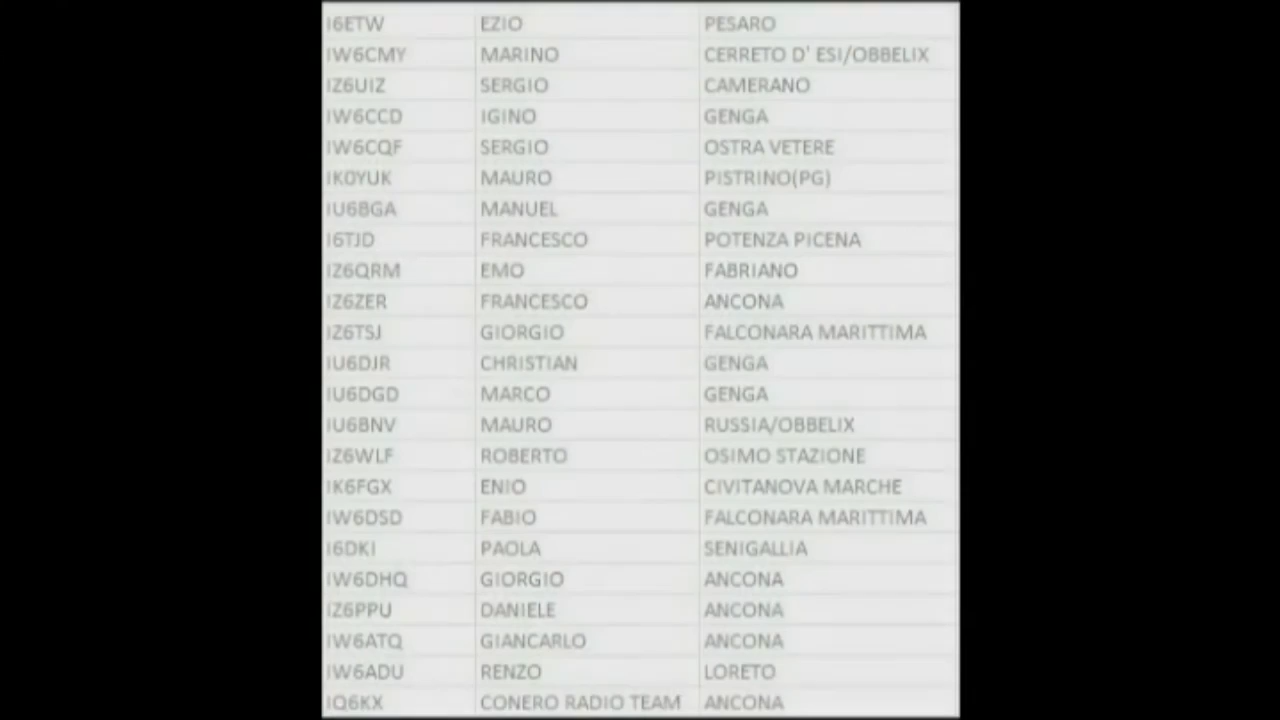 I6ETW EZIO PESARO
IW6CMY MARINO CERRETO D' ESI/OBBELIX
IZ6UIZ SERGIO CAMERANO
IW6CCD IGINO GENGA
IW6CQF SERGIO OSTRA VETERE
IK0YUK MAURO PISTRINO(PG)
IU6BGA MANUEL GENGA
I6TJD FRANCESCO POTENZA PICENA
IZ6QRM EMO FABRIANO
IZ6ZER FRANCESCO ANCONA
IZ6TSJ GIORGIO FALCONARA MARITTIMA
IU6DJR CHRISTIAN GENGA
IU6DGD MARCO GENGA
IU6BNV MAURO RUSSIA/OBBELIX
IZ6WLF ROBERTO OSIMO STAZIONE
IK6FGX ENIO CIVITANOVA MARCHE
IW6DSD FABIO FALCONARA MARITTIMA
I6DKI PAOLA SENIGALLIA
IW6DHQ GIORGIO ANCONA
IZ6PPU DANIELE ANCONA
IW6ATQ GIANCARLO ANCONA
IW6ADU RENZO LORETO
IQ6KX CONERO RADIO TEAM ANCONA